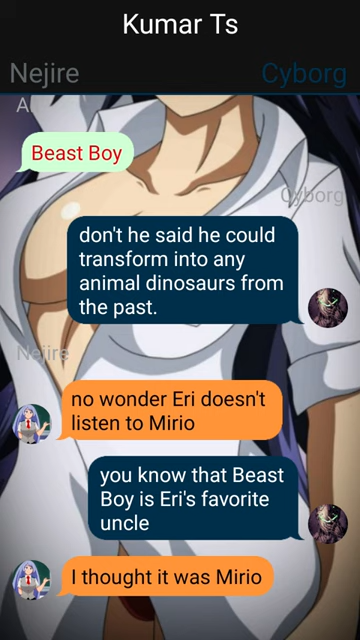 Kumar Ts
Nejire
Cyborg
A
Beast Boy
Cyborg
don't he said he could
transform into any
animal dinosaurs from
the past.
Nejire
no wonder Eri doesn't
listen to Mirio
you know that Beast
Boy is Eri's favorite
uncle
I thought it was Mirio